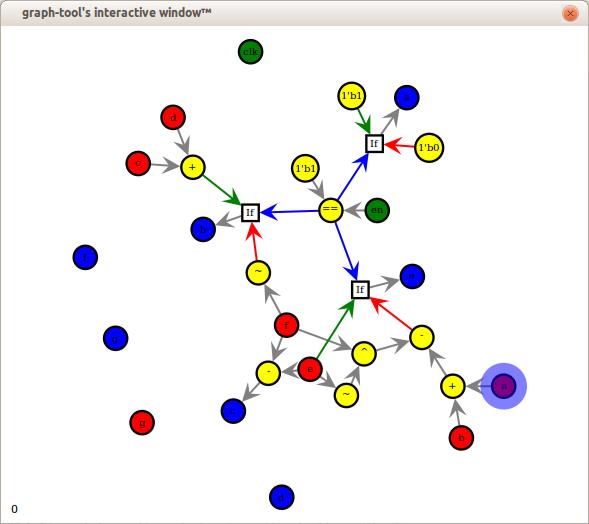 graph-tool's interactive window™
clk
1'b1
d
If
1'b0
c
+
1'b1
==
en
If
b
~
If
f
-
^
-
e
~
+
a
g
b
0